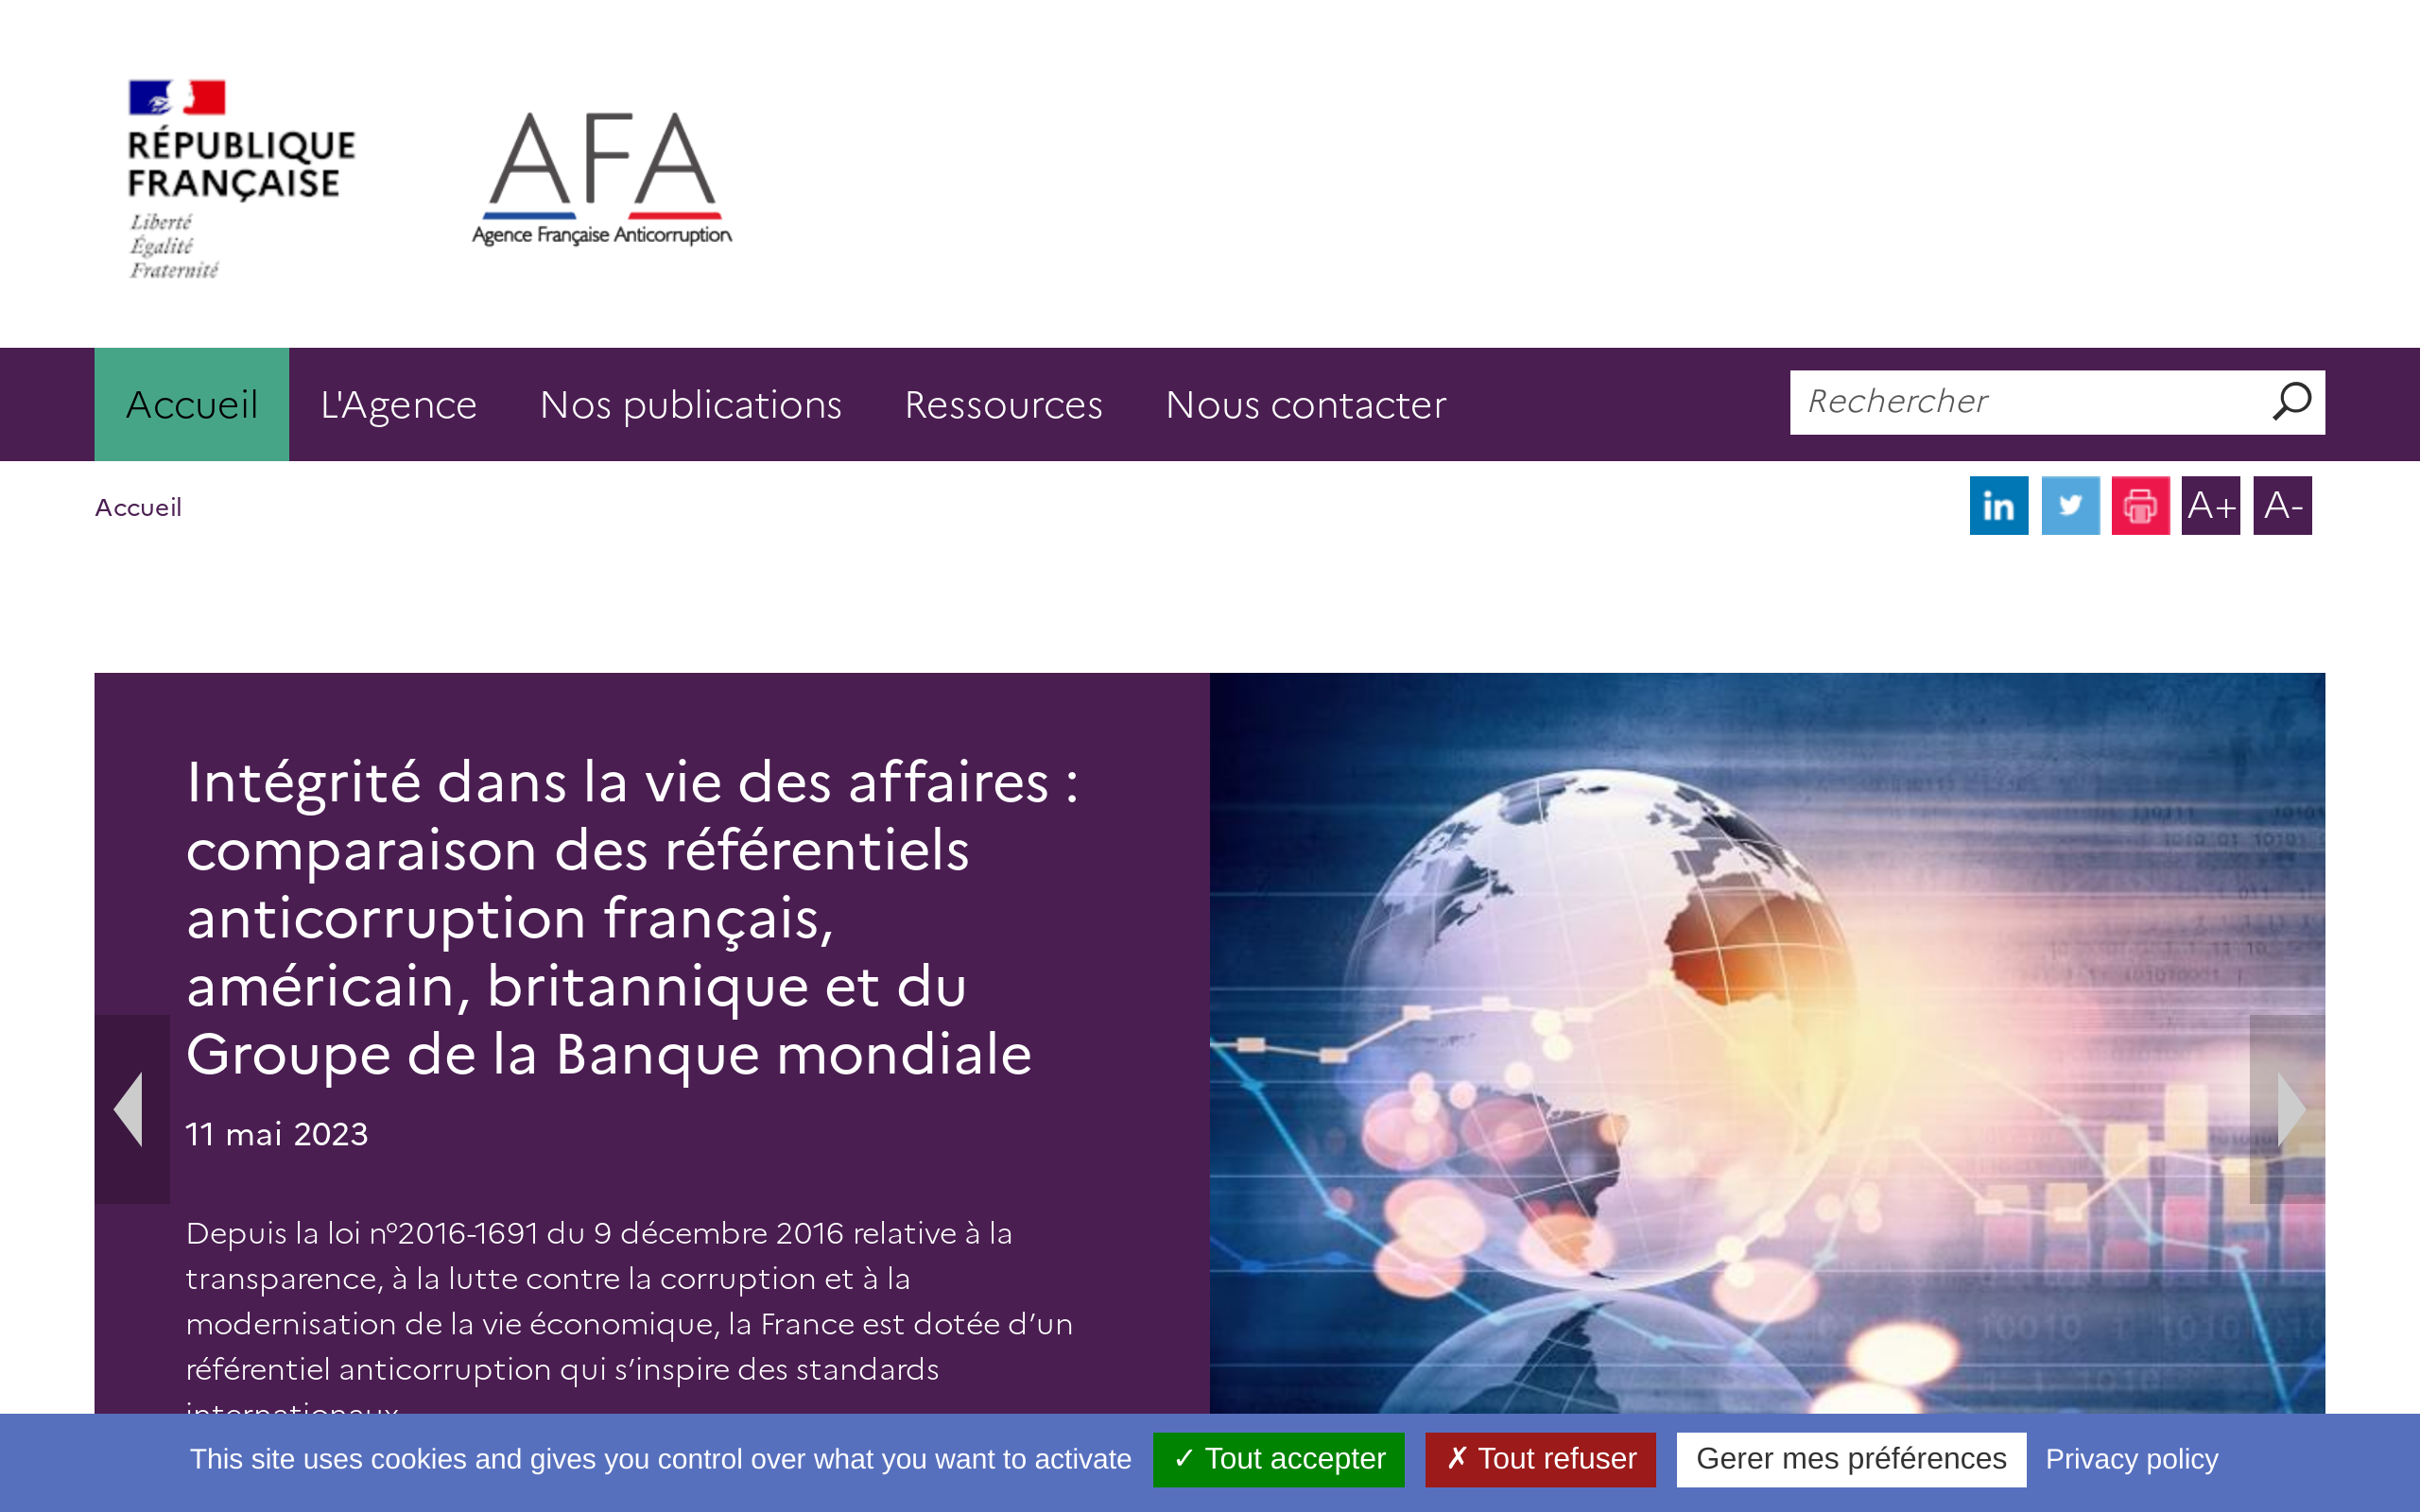 RÉPUBLIQUE
FRANÇAISE
Liberté
Égalité
Fraternité
AFA
Agence Française Anticorruption
Accueil L'Agence Nos publications Ressources Nous contacter Rechercher
Accueil
in A+ A-
Intégrité dans la vie des affaires :
comparaison des référentiels
anticorruption français,
américain, britannique et du
Groupe de la Banque mondiale
11 mai 2023
Depuis la loi n°2016-1691 du 9 décembre 2016 relative à la
transparence, à la lutte contre la corruption et à la
modernisation de la vie économique, la France est dotée d’un
référentiel anticorruption qui s’inspire des standards
internationaux
This site uses cookies and gives you control over what you want to activate ✓ Tout accepter ✗ Tout refuser Gerer mes préférences Privacy policy